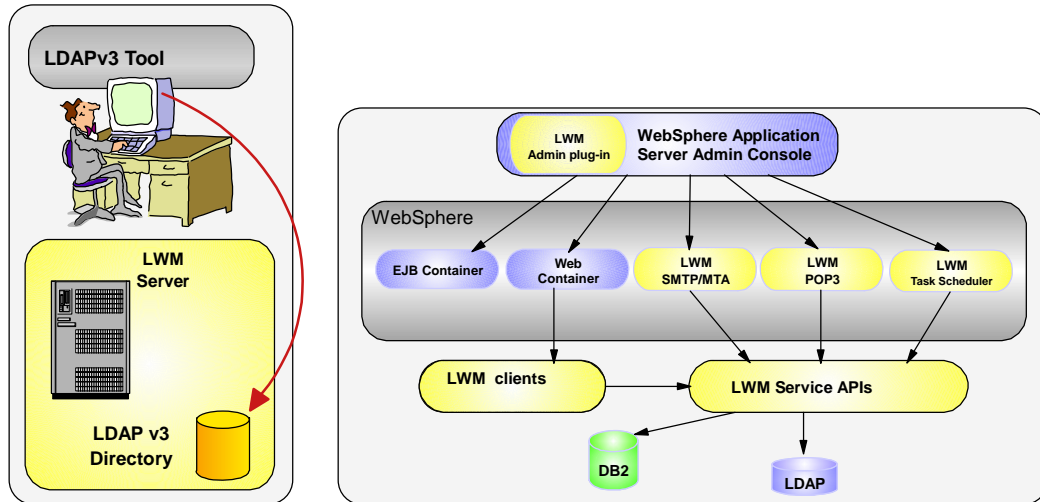 LDAPv3 Tool
LWM
Server
LDAP v3
Directory
LWM
Admin plug-in
WebSphere Application
Server Admin Console
WebSphere
EJB Container
Web
Container
LWM
SMTP/MTA
LWM
POP3
LWM
Task Scheduler
LWM clients
LWM Service APIs
DB2
LDAP